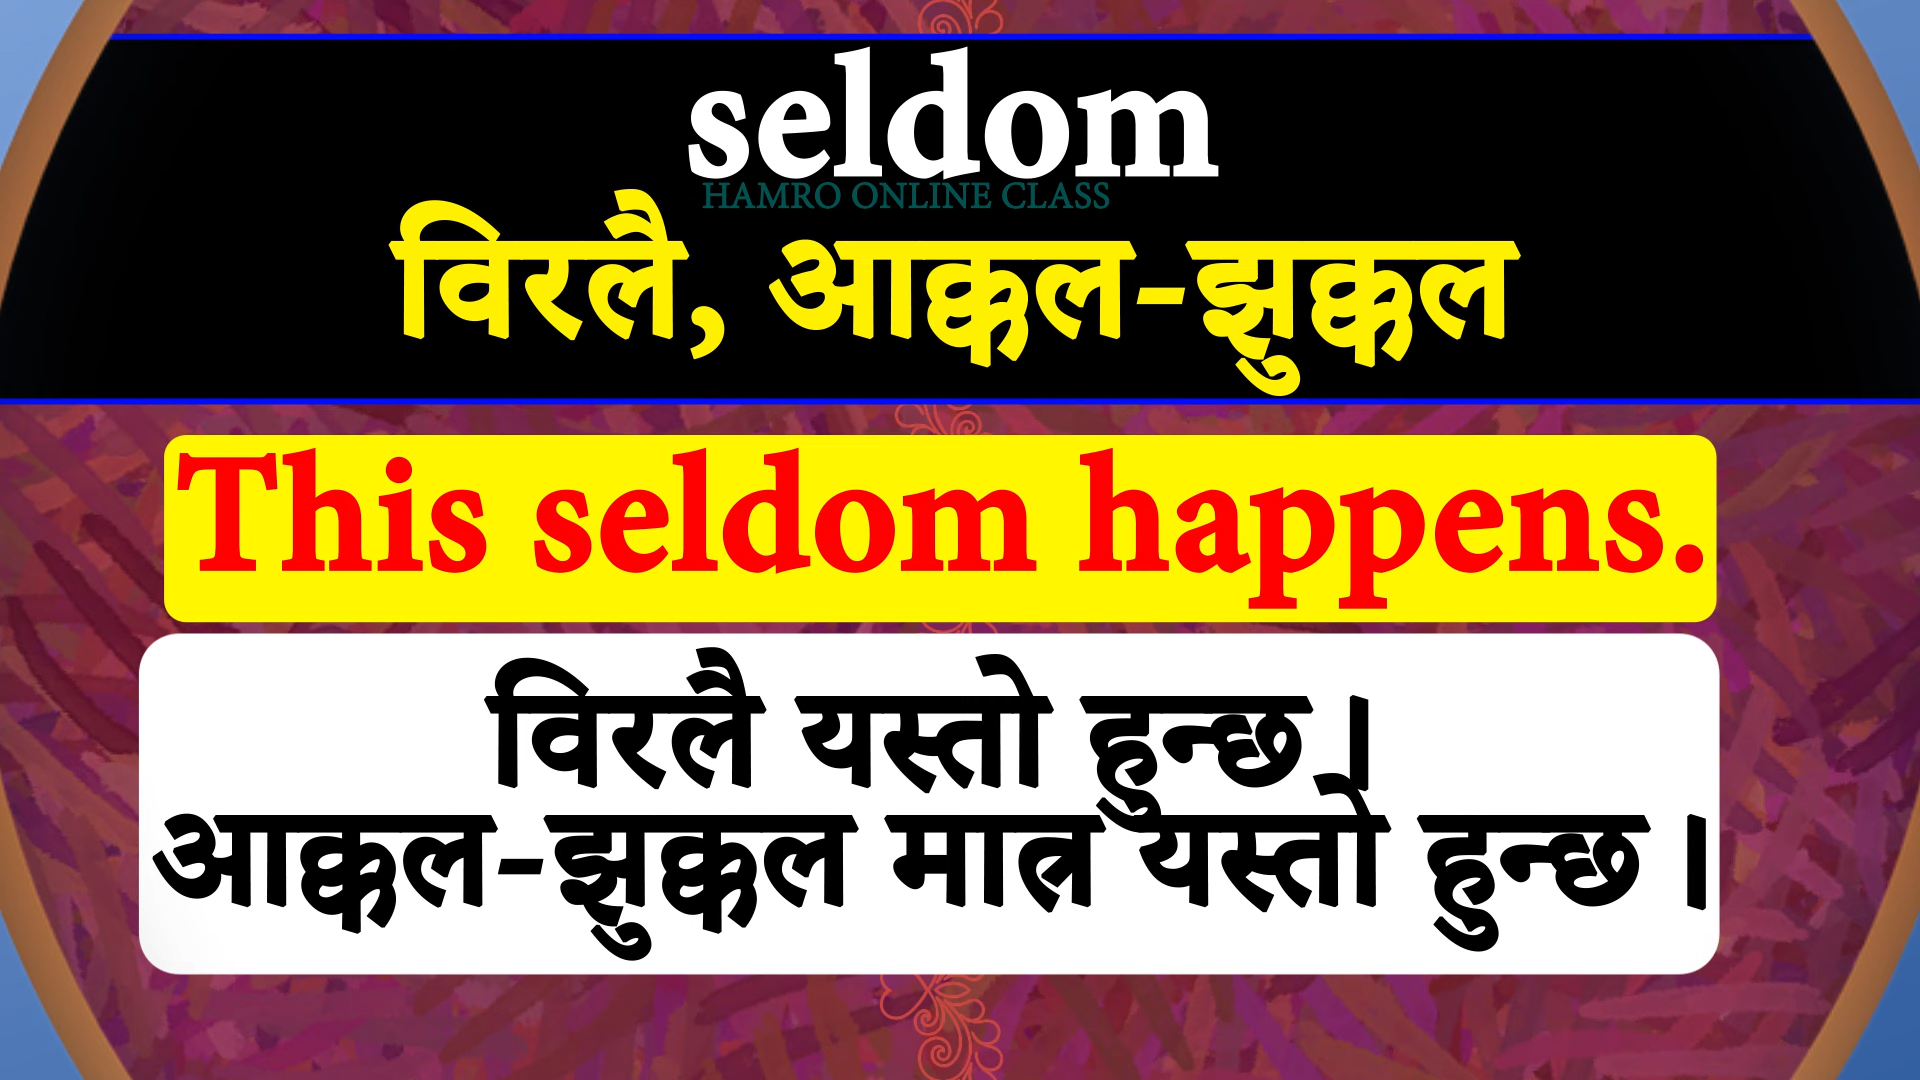 seldom
HAMRO ONLINE CLASS
विरलै, आक्कल-झुक्कल
This seldom happens.
विरलै यस्तो हुन्छ ।
आक्कल-झुक्कल मात्र यस्तो हुन्छ ।